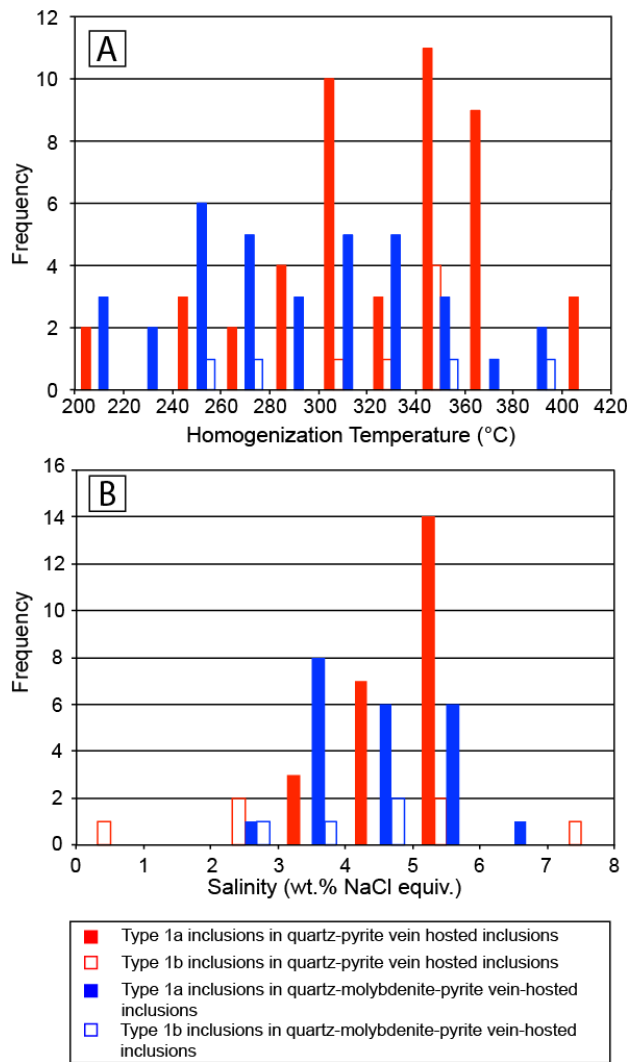 12
A
10
8
Frequency
6
4
2
0
200 220 240 260 280 300 320 340 360 380 400 420
Homogenization Temperature (°C)
16
B
14
12
10
Frequency
8
6
4
2
0
0 1 2 3 4 5 6 7 8
Salinity (wt.% NaCl equiv.)
Type 1a inclusions in quartz-pyrite vein hosted inclusions
Type 1b inclusions in quartz-pyrite vein hosted inclusions
Type 1a inclusions in quartz-molybdenite-pyrite vein-hosted
inclusions
Type 1b inclusions in quartz-molybdenite-pyrite vein-hosted
inclusions